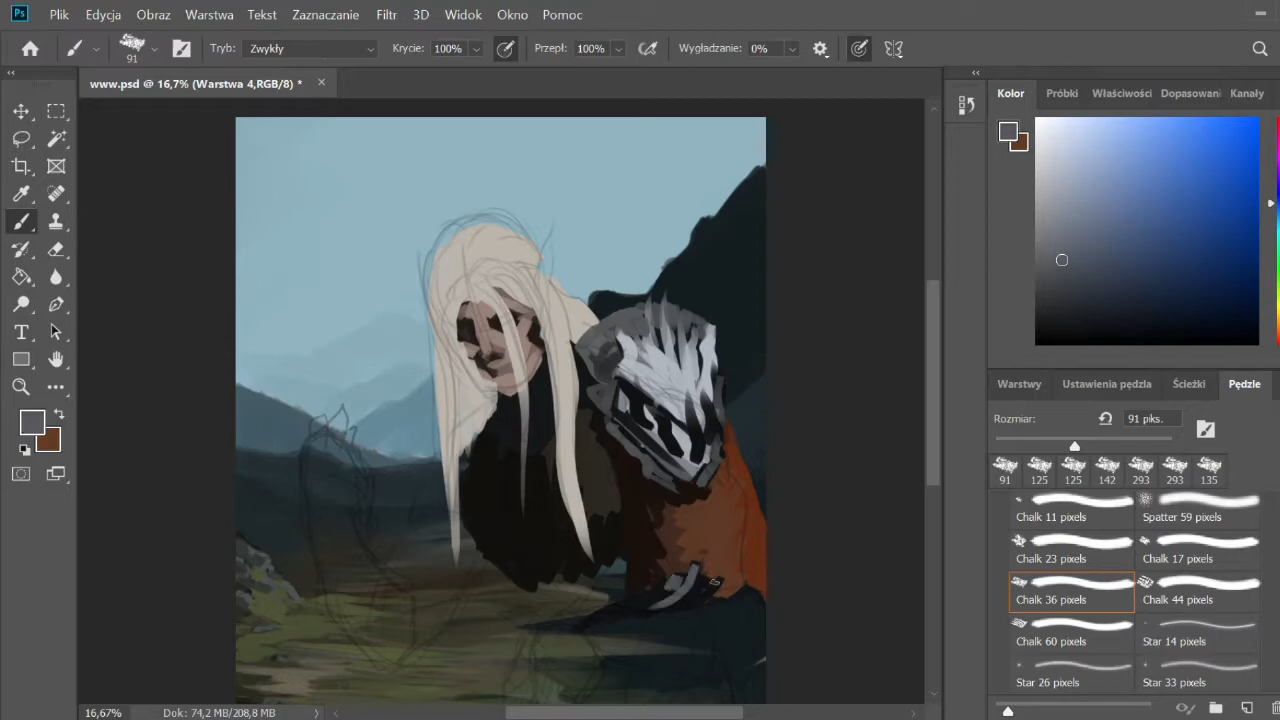 Ps Plik Edycja Obraz Warstwa Tekst Zaznaczanie Filtr 3D Widok Okno Pomoc
91 Tryb: Zwykły Krycie: 100% Przepł: 100% Wygładzanie: 0%
www.psd @ 16,7% (Warstwa 4,RGB/8) *
Kolor Próbki Właściwości Dopasowani Kanały
Warstwy Ustawienia pędzla Ścieżki Pędzle
Rozmiar: 91 piks.
91 125 125 142 293 293 135
Chalk 11 pixels Spatter 59 pixels
Chalk 23 pixels Chalk 17 pixels
Chalk 36 pixels Chalk 44 pixels
Chalk 60 pixels Star 14 pixels
Star 26 pixels Star 33 pixels
16,67% Dok: 74,2 MB/208,8 MB